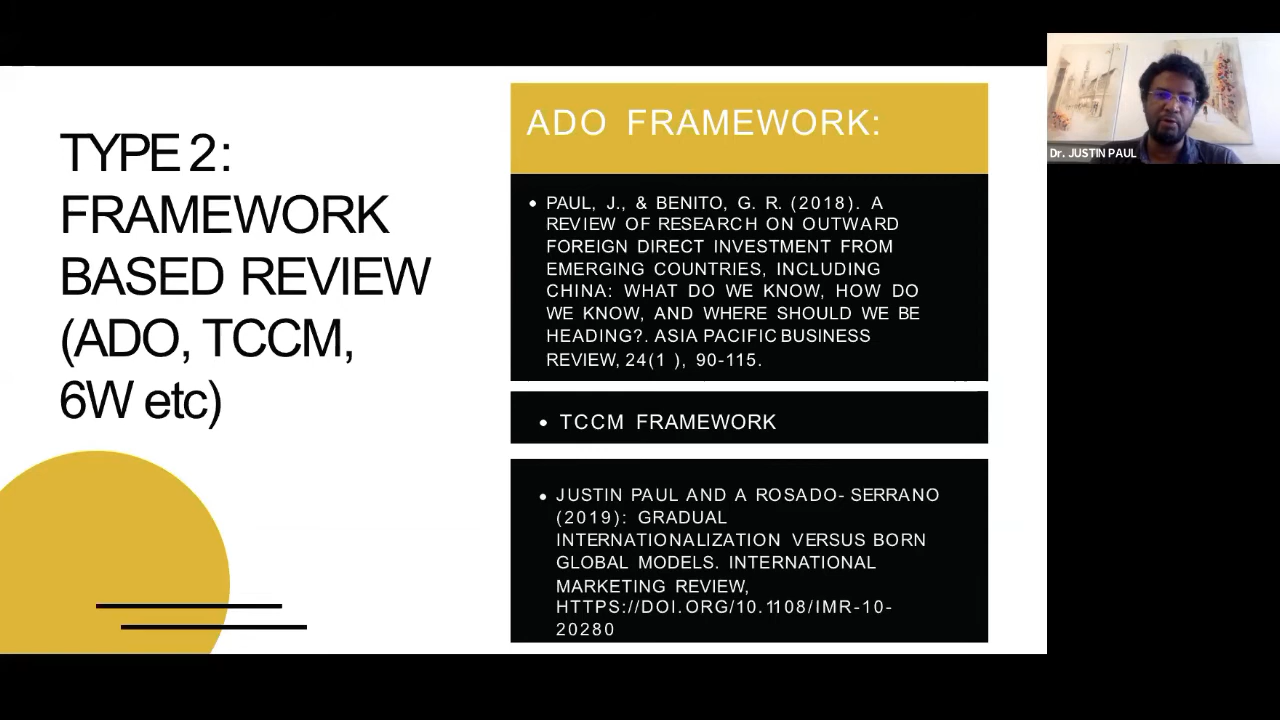 TYPE 2:
FRAMEWORK
BASED REVIEW
(ADO, TCCM,
6W etc)
ADO FRAMEWORK:
• PAUL, J., & BENITO, G. R. (2018). A
REVIEW OF RESEARCH ON OUTWARD
FOREIGN DIRECT INVESTMENT FROM
EMERGING COUNTRIES, INCLUDING
CHINA: WHAT DO WE KNOW, HOW DO
WE KNOW, AND WHERE SHOULD WE BE
HEADING?. ASIA PACIFIC BUSINESS
REVIEW, 24(1 ), 90-115.
• TCCM FRAMEWORK
• JUSTIN PAUL AND A ROSADO- SERRANO
(2019): GRADUAL
INTERNATIONALIZATION VERSUS BORN
GLOBAL MODELS. INTERNATIONAL
MARKETING REVIEW,
HTTPS://DOI.ORG/10.1108/IMR-10-
20280
Dr. JUSTIN PAUL